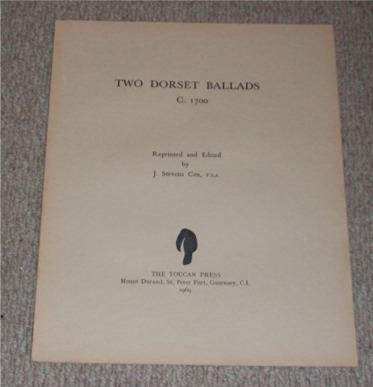 TWO DORSET BALLADS
C. 1700
Reprinted and Edited
by
J. Stevens Cox, F.S.A.
THE TOUCAN PRESS
Mount Durand, St. Peter Port, Guernsey, C.I.
1969